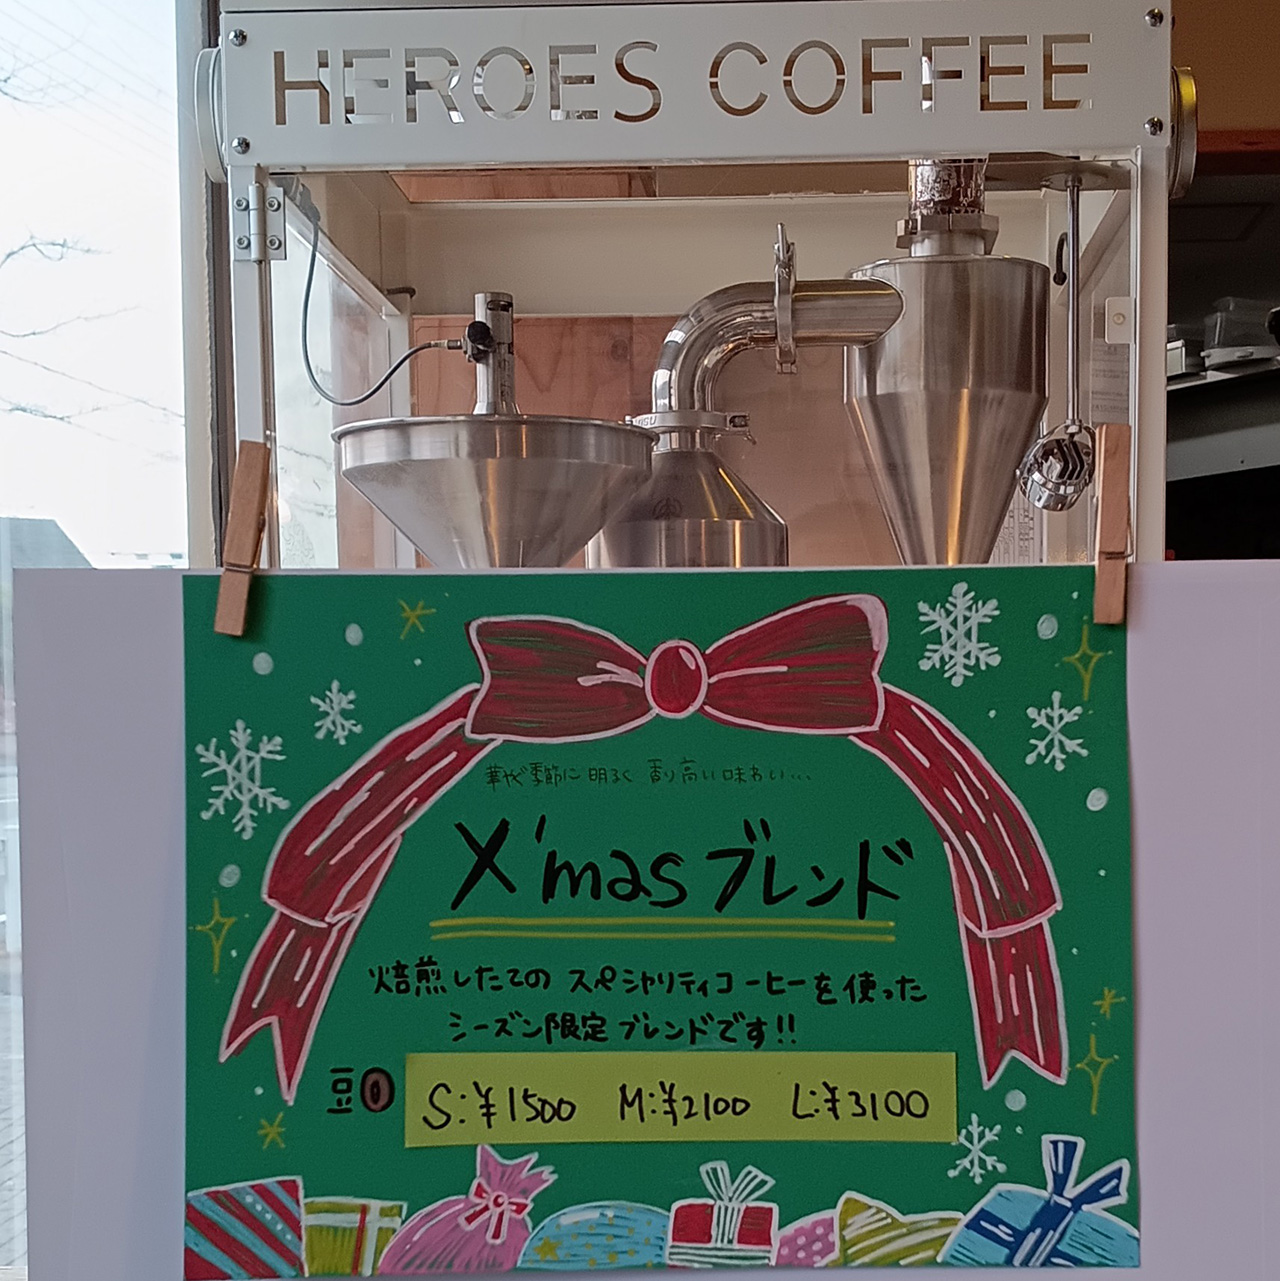 HEROES COFFEE
華やぐ季節に明るく 香り高い味わい...
X'masブレンド
焙煎したての スペシャリティコーヒーを使った
シーズン限定ブレンドです!!
豆 S:¥1500 M:¥2100 L:¥3100